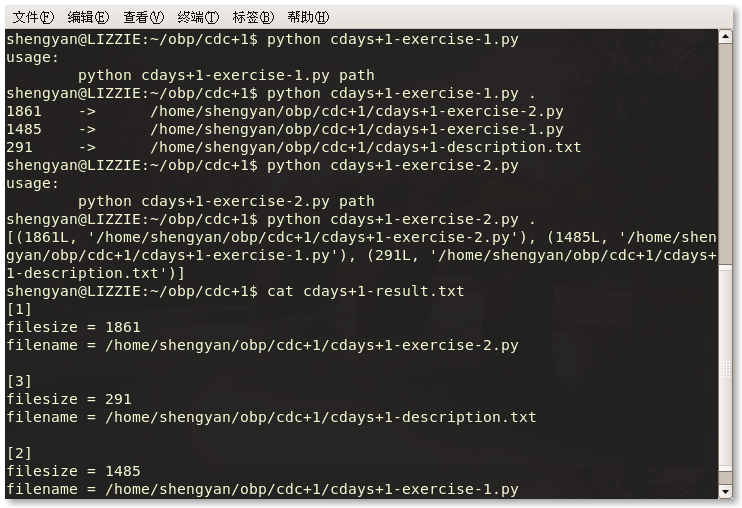 文件(F) 编辑(E) 查看(V) 终端(T) 标签(B) 帮助(H)
shengyan@LIZZIE:~/obp/cdc+1$ python cdays+1-exercise-1.py
usage:
        python cdays+1-exercise-1.py path
shengyan@LIZZIE:~/obp/cdc+1$ python cdays+1-exercise-1.py .
1861    ->      /home/shengyan/obp/cdc+1/cdays+1-exercise-2.py
1485    ->      /home/shengyan/obp/cdc+1/cdays+1-exercise-1.py
291     ->      /home/shengyan/obp/cdc+1/cdays+1-description.txt
shengyan@LIZZIE:~/obp/cdc+1$ python cdays+1-exercise-2.py
usage:
        python cdays+1-exercise-2.py path
shengyan@LIZZIE:~/obp/cdc+1$ python cdays+1-exercise-2.py .
[(1861L, '/home/shengyan/obp/cdc+1/cdays+1-exercise-2.py'), (1485L, '/home/shen
gyan/obp/cdc+1/cdays+1-exercise-1.py'), (291L, '/home/shengyan/obp/cdc+1/cdays+
1-description.txt')]
shengyan@LIZZIE:~/obp/cdc+1$ cat cdays+1-result.txt
[1]
filesize = 1861
filename = /home/shengyan/obp/cdc+1/cdays+1-exercise-2.py

[3]
filesize = 291
filename = /home/shengyan/obp/cdc+1/cdays+1-description.txt

[2]
filesize = 1485
filename = /home/shengyan/obp/cdc+1/cdays+1-exercise-1.py